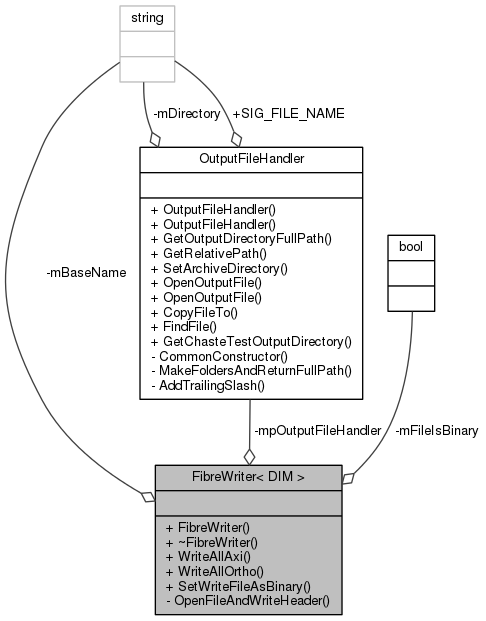 string
-mDirectory
+SIG_FILE_NAME
OutputFileHandler
+ OutputFileHandler()
+ OutputFileHandler()
+ GetOutputDirectoryFullPath()
+ GetRelativePath()
+ SetArchiveDirectory()
+ OpenOutputFile()
+ OpenOutputFile()
+ CopyFileTo()
+ FindFile()
+ GetChasteTestOutputDirectory()
- CommonConstructor()
- MakeFoldersAndReturnFullPath()
- AddTrailingSlash()
bool
-mBaseName
-mpOutputFileHandler
-mFileIsBinary
FibreWriter< DIM >
+ FibreWriter()
+ ~FibreWriter()
+ WriteAllAxi()
+ WriteAllOrtho()
+ SetWriteFileAsBinary()
- OpenFileAndWriteHeader()